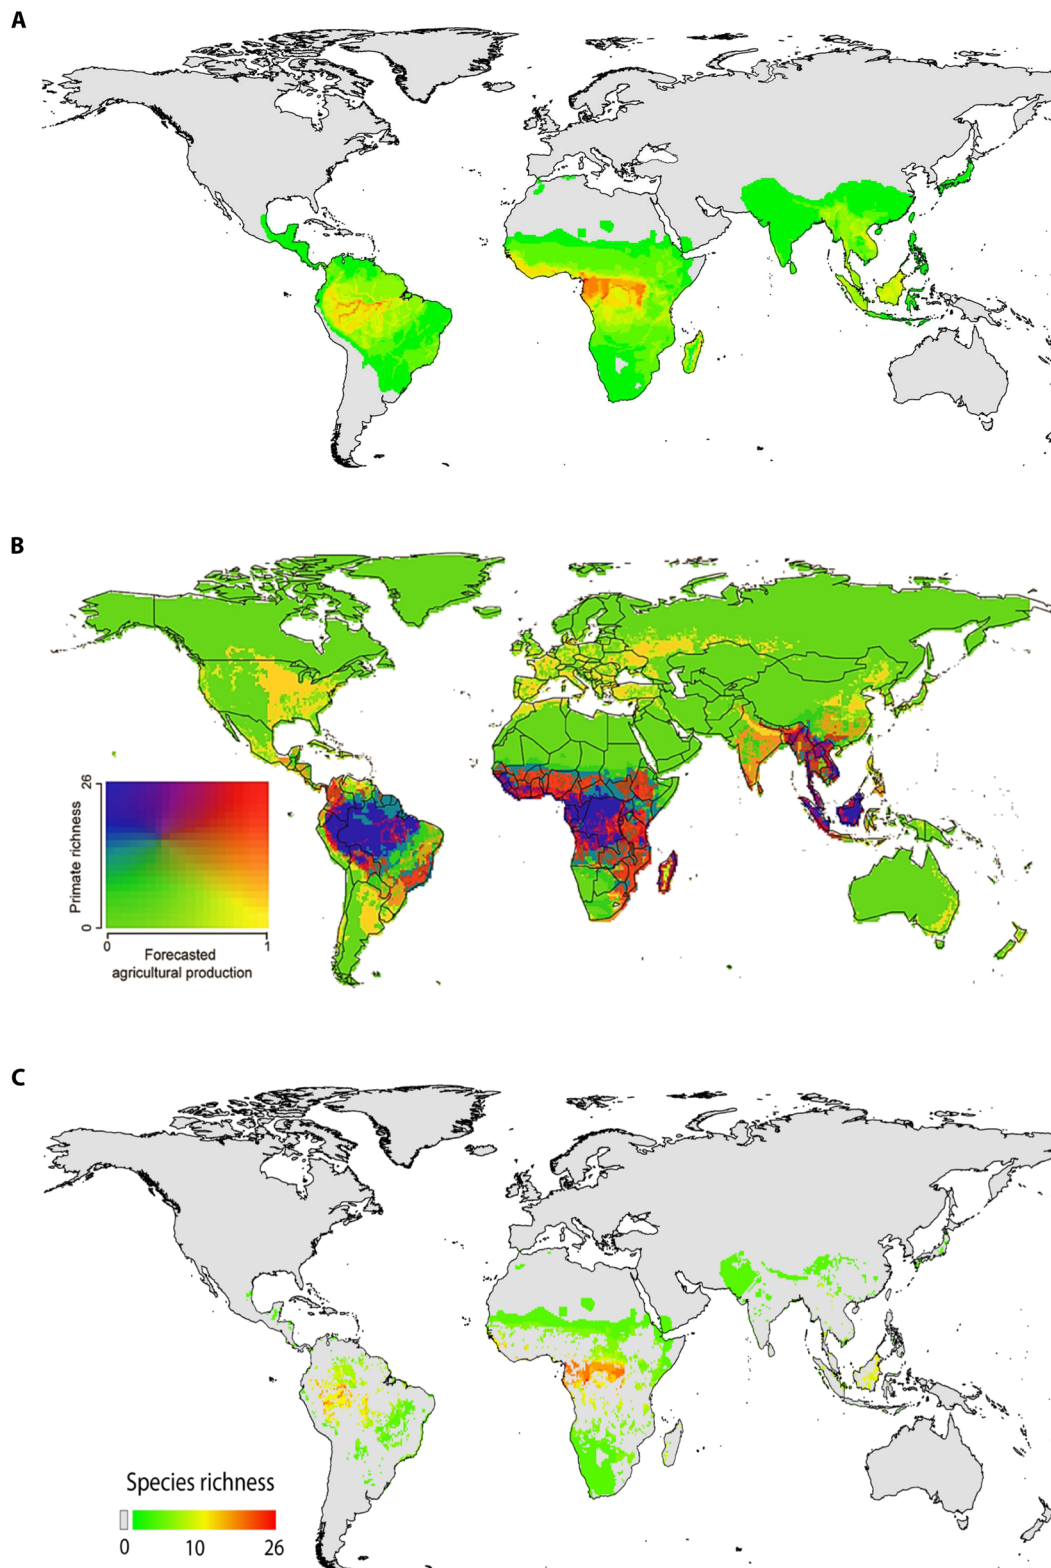 A
B
26
Primate richness
0
0
1
Forecasted
agricultural production
C
Species richness
0
10
26